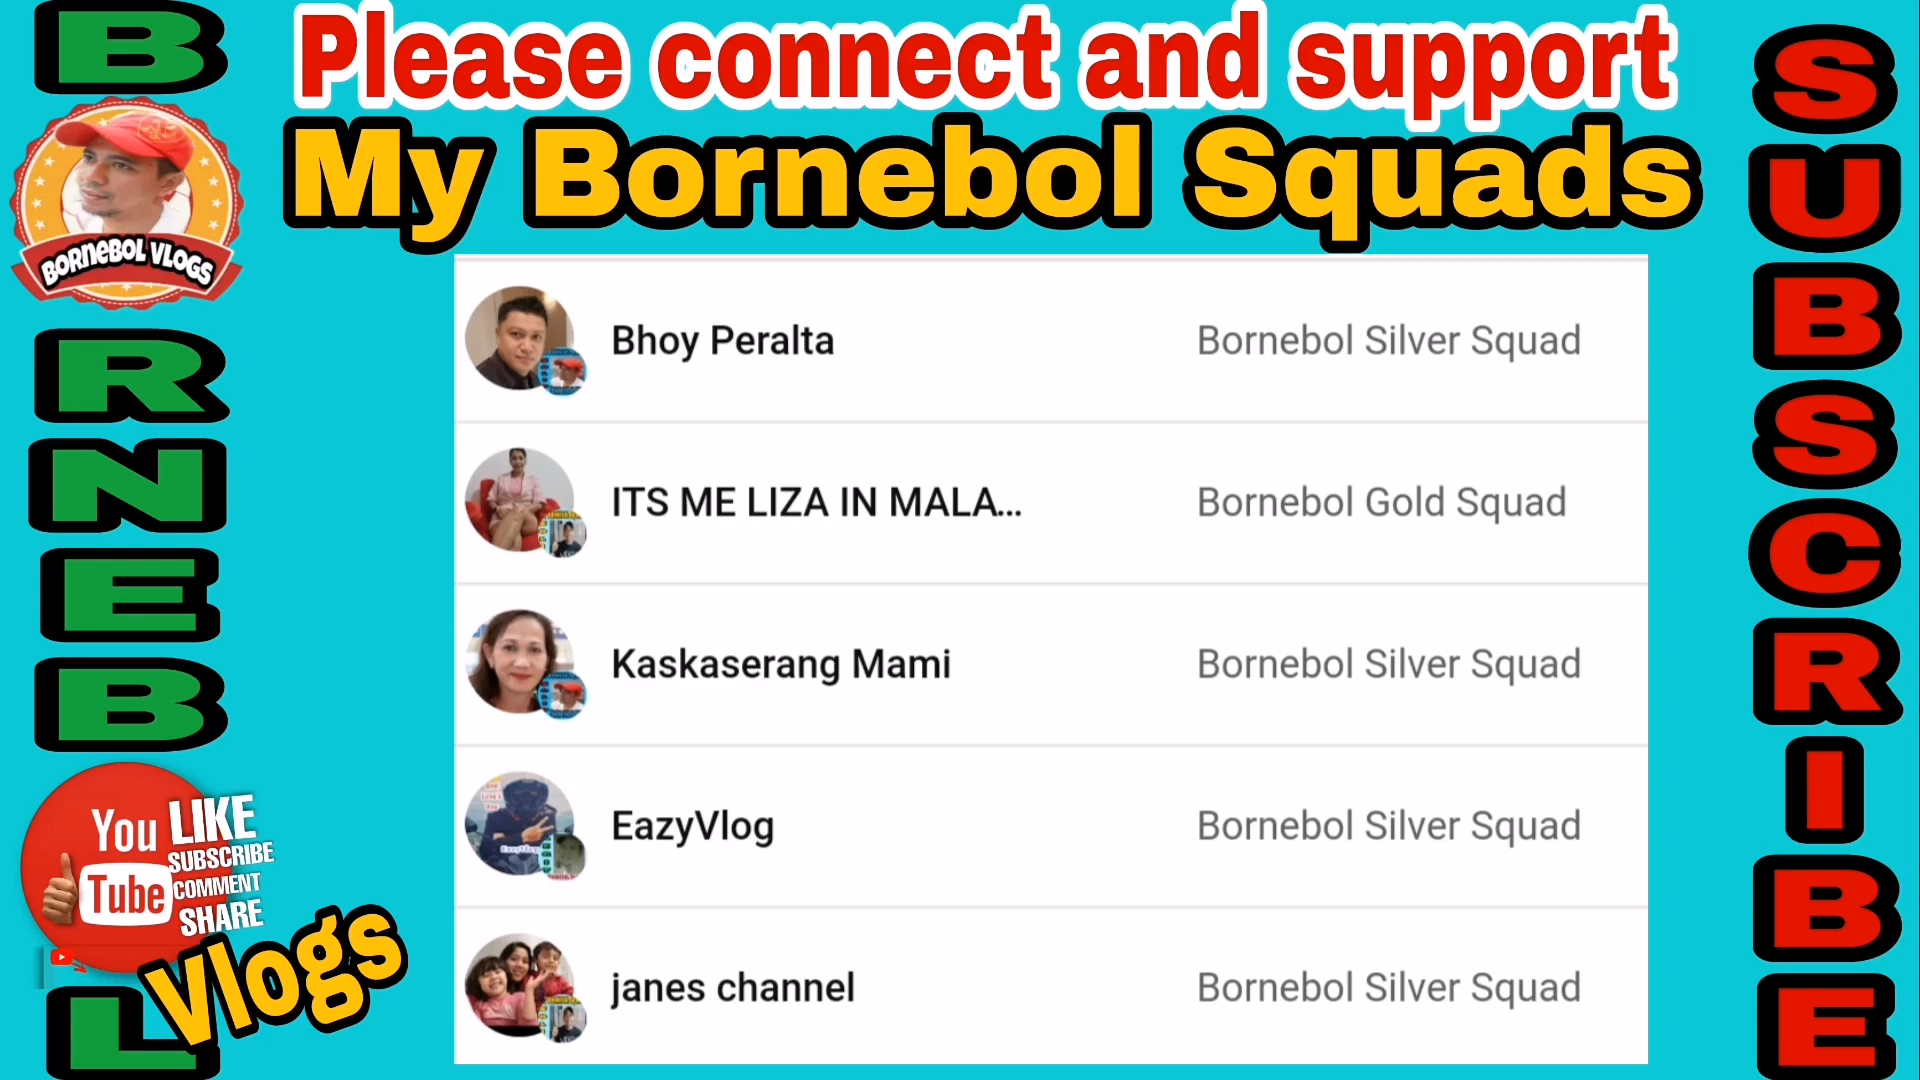 Please connect and support
My Bornebol Squads
BORNEBOL VLOGS
Bhoy Peralta
Bornebol Silver Squad
ITS ME LIZA IN MALA...
Bornebol Gold Squad
Kaskaserang Mami
Bornebol Silver Squad
EazyVlog
Bornebol Silver Squad
janes channel
Bornebol Silver Squad
B
R
N
E
B
L
Vlogs
You
Tube
LIKE
SUBSCRIBE
COMMENT
SHARE
S
U
B
S
C
R
I
B
E